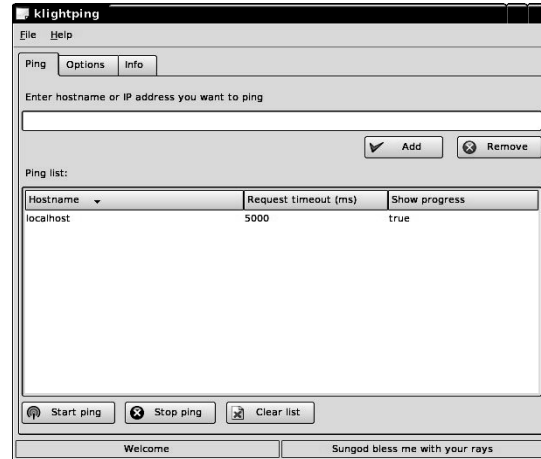 klightping
File Help
Ping Options Info
Enter hostname or IP address you want to ping
Add Remove
Ping list:
Hostname Request timeout (ms) Show progress
localhost 5000 true
Start ping Stop ping Clear list
Welcome Sungod bless me with your rays